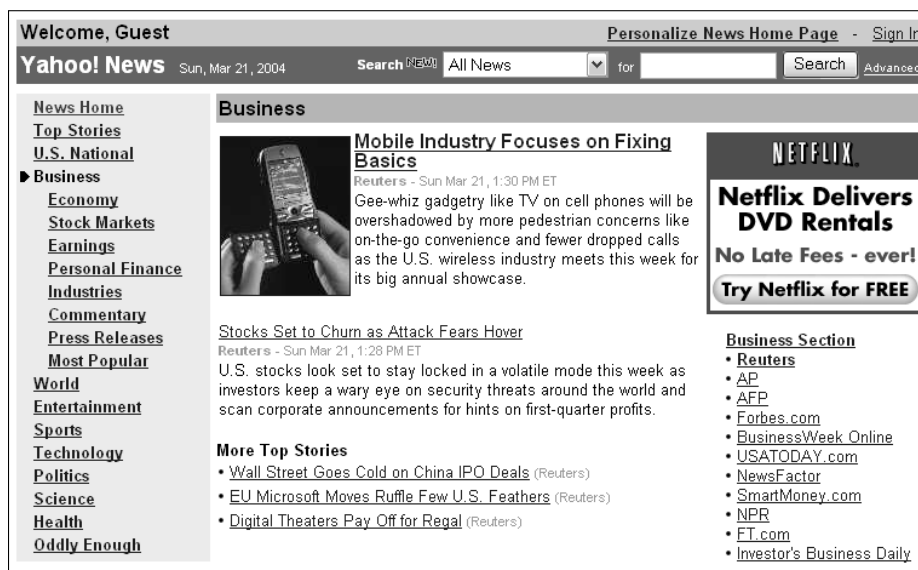 Welcome, Guest
Personalize News Home Page - Sign In
Yahoo! News Sun, Mar 21, 2004 Search NEW! All News for Search Advanced
News Home
Top Stories
U.S. National
Business
Economy
Stock Markets
Earnings
Personal Finance
Industries
Commentary
Press Releases
Most Popular
World
Entertainment
Sports
Technology
Politics
Science
Health
Oddly Enough
Business
Mobile Industry Focuses on Fixing
Basics
Reuters - Sun Mar 21, 1:30 PM ET
Gee-whiz gadgetry like TV on cell phones will be
overshadowed by more pedestrian concerns like
on-the-go convenience and fewer dropped calls
as the U.S. wireless industry meets this week for
its big annual showcase.
Stocks Set to Churn as Attack Fears Hover
Reuters - Sun Mar 21, 1:28 PM ET
U.S. stocks look set to stay locked in a volatile mode this week as
investors keep a wary eye on security threats around the world and
scan corporate announcements for hints on first-quarter profits.
More Top Stories
• Wall Street Goes Cold on China IPO Deals (Reuters)
• EU Microsoft Moves Ruffle Few U.S. Feathers (Reuters)
• Digital Theaters Pay Off for Regal (Reuters)
NETFLIX.
Netflix Delivers
DVD Rentals
No Late Fees - ever!
Try Netflix for FREE
Business Section
• Reuters
• AP
• AFP
• Forbes.com
• BusinessWeek Online
• USATODAY.com
• NewsFactor
• SmartMoney.com
• NPR
• FT.com
• Investor's Business Daily